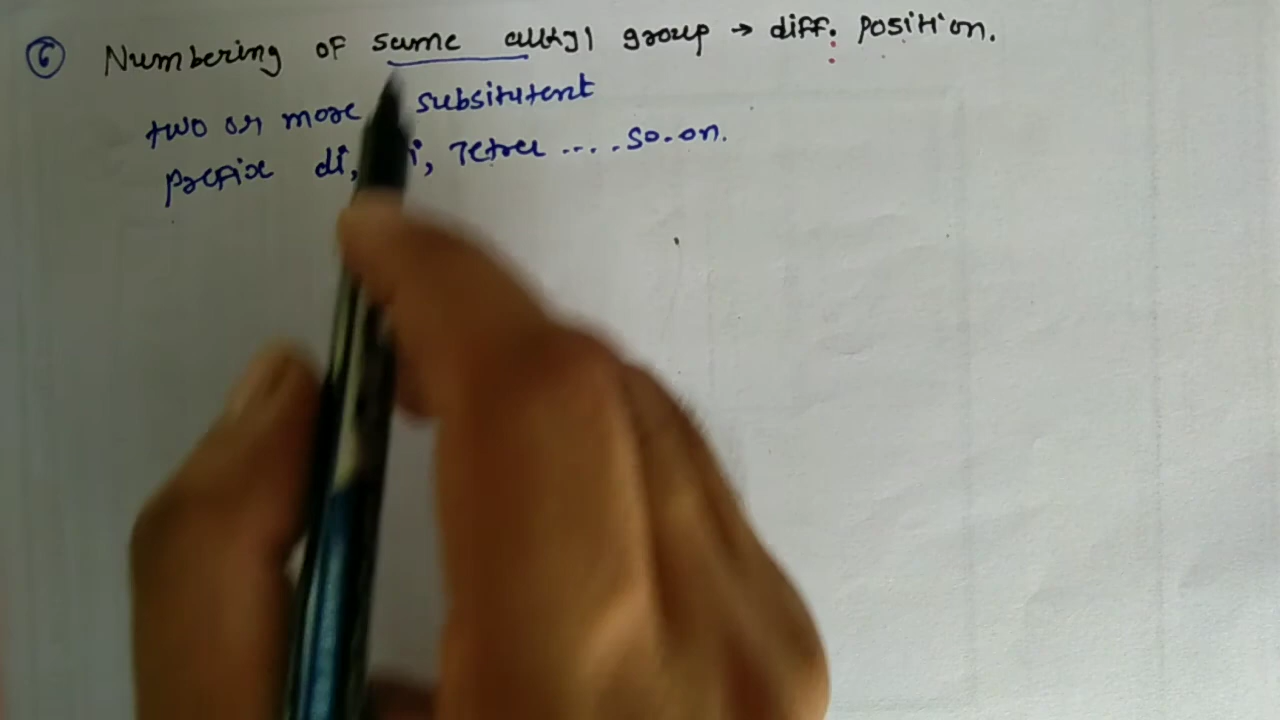 6 Numbering of same alkyl group → diff. position.
two or more subsitutent
prefix di, i, Tetra .... so.on.